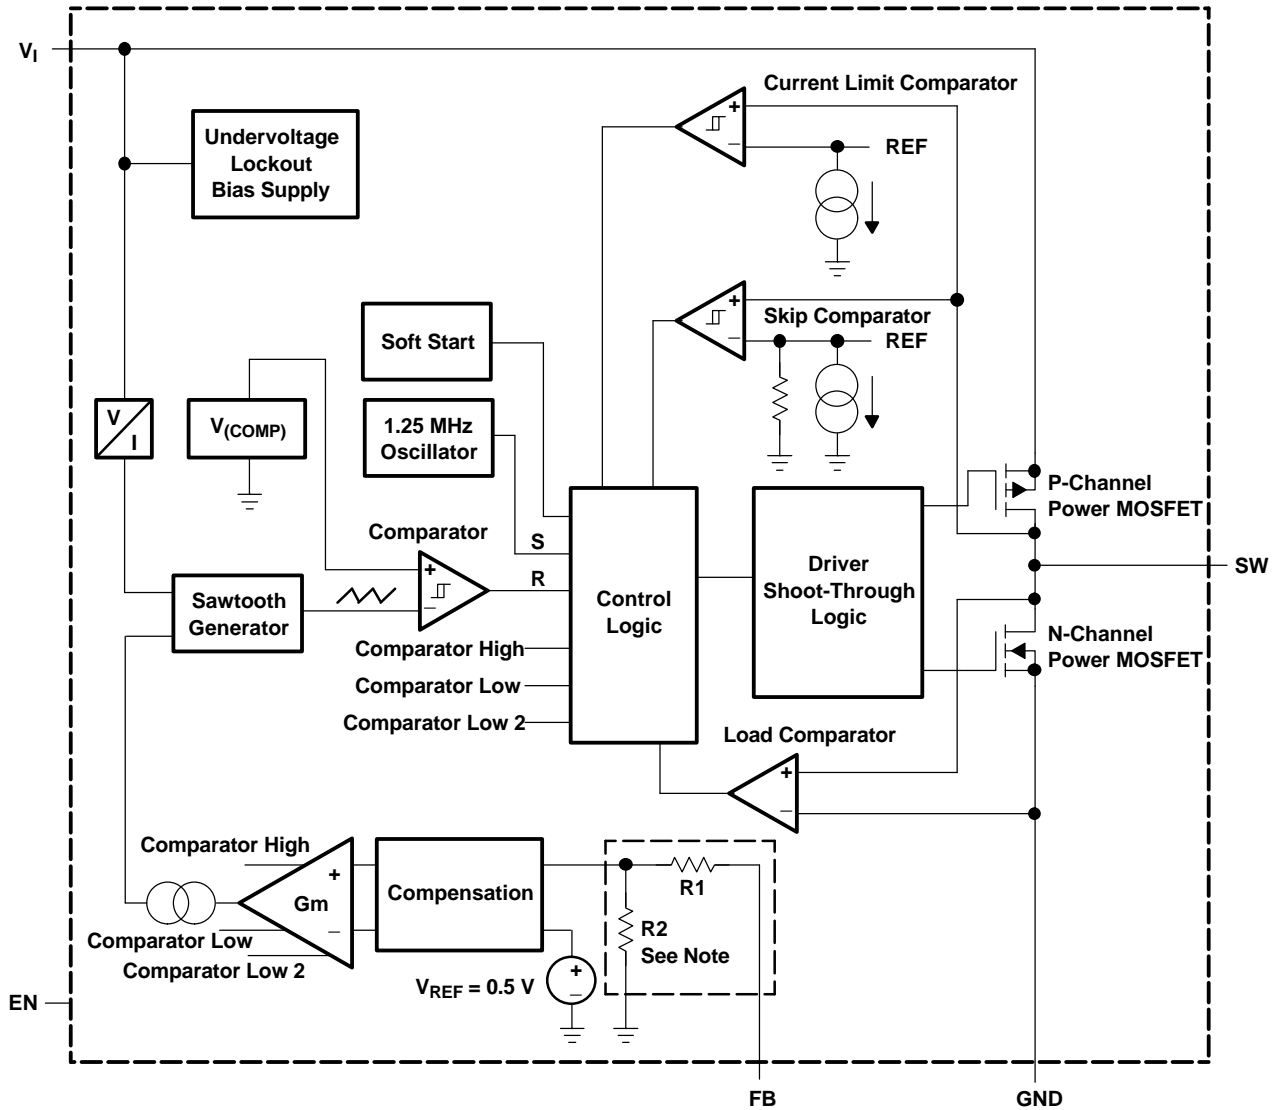 VI
Current Limit Comparator
+
−
REF
Undervoltage
Lockout
Bias Supply
+
−
Skip Comparator
REF
Soft Start
V
I
V(COMP)
1.25 MHz
Oscillator
P-Channel
Power MOSFET
Comparator
+
−
S
R
Control
Logic
Driver
Shoot-Through
Logic
SW
Sawtooth
Generator
N-Channel
Power MOSFET
Comparator High
Comparator Low
Comparator Low 2
Load Comparator
+
−
Comparator High
+
Gm
−
Compensation
R1
R2
See Note
Comparator Low
Comparator Low 2
VREF = 0.5 V
+
−
EN
FB
GND